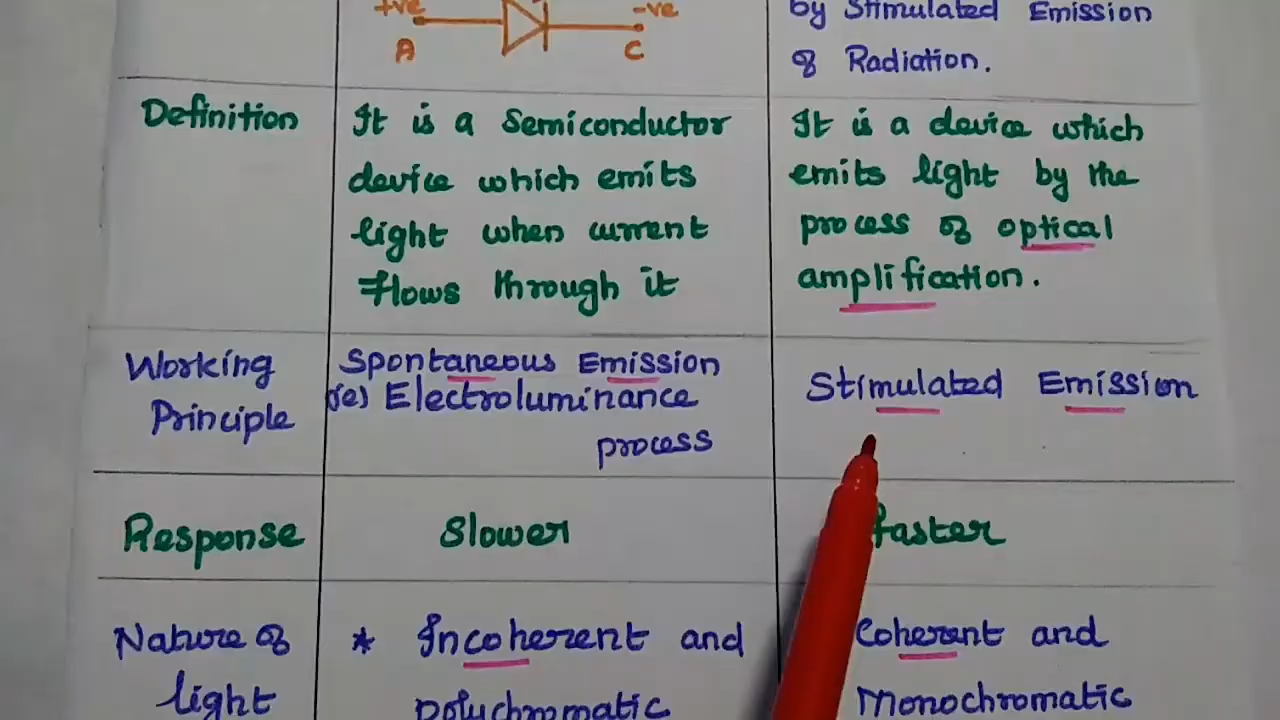 +ve
-ve
A
C
by Stimulated Emission
of Radiation.
Definition
It is a Semiconductor
device which emits
light when current
flows through it
It is a device which
emits light by the
process of optical
amplification.
Working
Principle
Spontaneous Emission
(ie) Electroluminance
process
Stimulated Emission
Response
Slower
faster
Nature of
light
* Incoherent and
polychromatic
Coherent and
Monochromatic